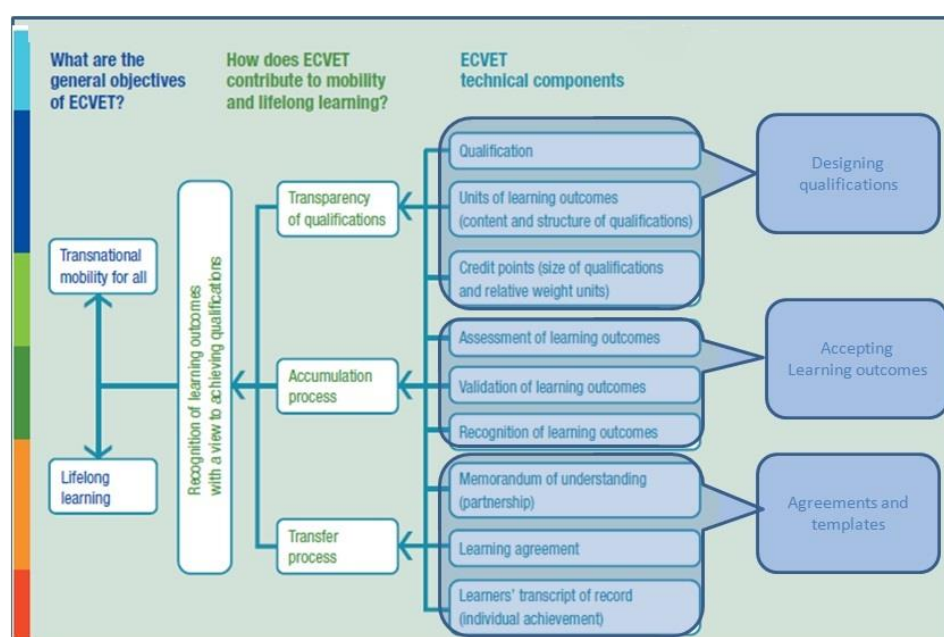 What are the
general objectives
of ECVET?
How does ECVET
contribute to mobility
and lifelong learning?
ECVET
technical components
Transnational
mobility for all
Lifelong
learning
Recognition of learning outcomes
with a view to achieving qualifications
Transparency
of qualifications
Accumulation
process
Transfer
process
Qualification
Units of learning outcomes
(content and structure of qualifications)
Credit points (size of qualifications
and relative weight units)
Assessment of learning outcomes
Validation of learning outcomes
Recognition of learning outcomes
Memorandum of understanding
(partnership)
Learning agreement
Learners' transcript of record
(individual achievement)
Designing
qualifications
Accepting
Learning outcomes
Agreements and
templates